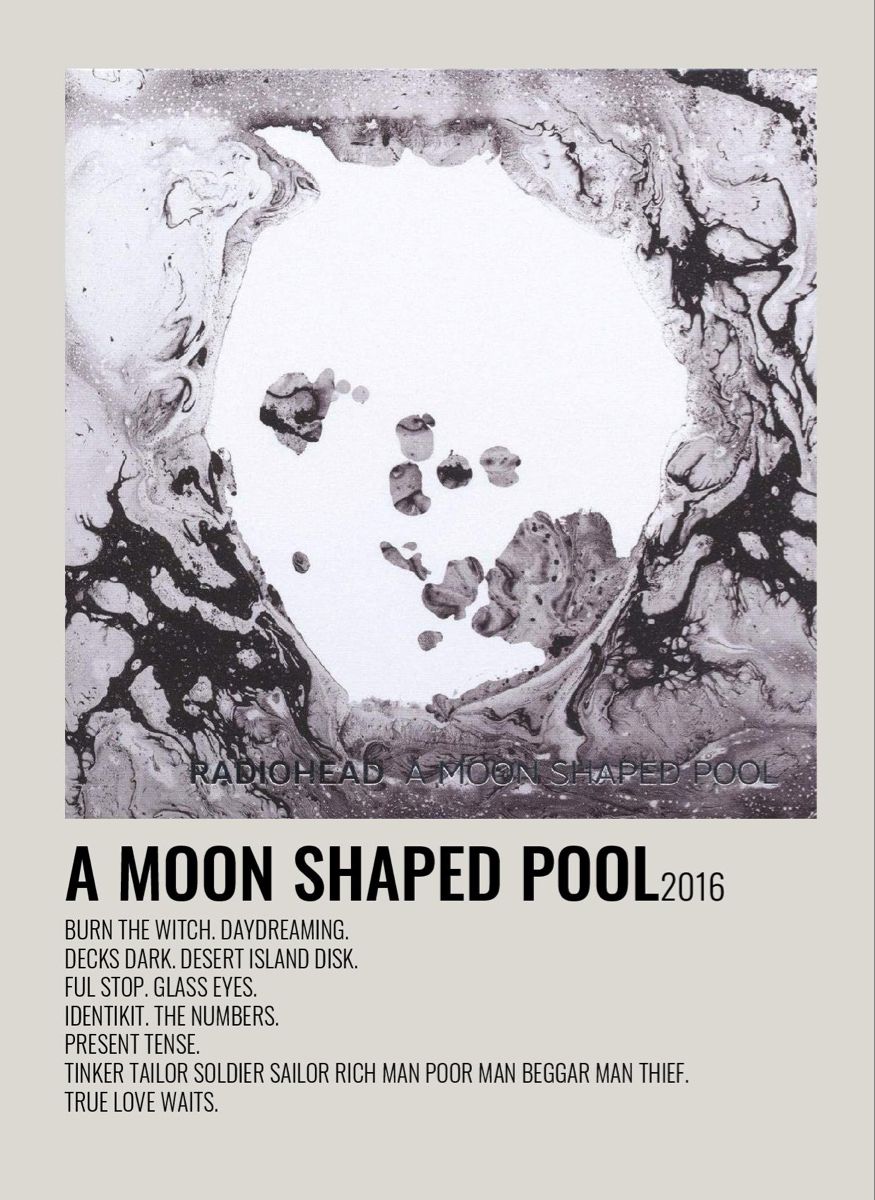 RADIOHEAD A MOON SHAPED POOL
A MOON SHAPED POOL2016
BURN THE WITCH. DAYDREAMING.
DECKS DARK. DESERT ISLAND DISK.
FUL STOP. GLASS EYES.
IDENTIKIT. THE NUMBERS.
PRESENT TENSE.
TINKER TAILOR SOLDIER SAILOR RICH MAN POOR MAN BEGGAR MAN THIEF.
TRUE LOVE WAITS.